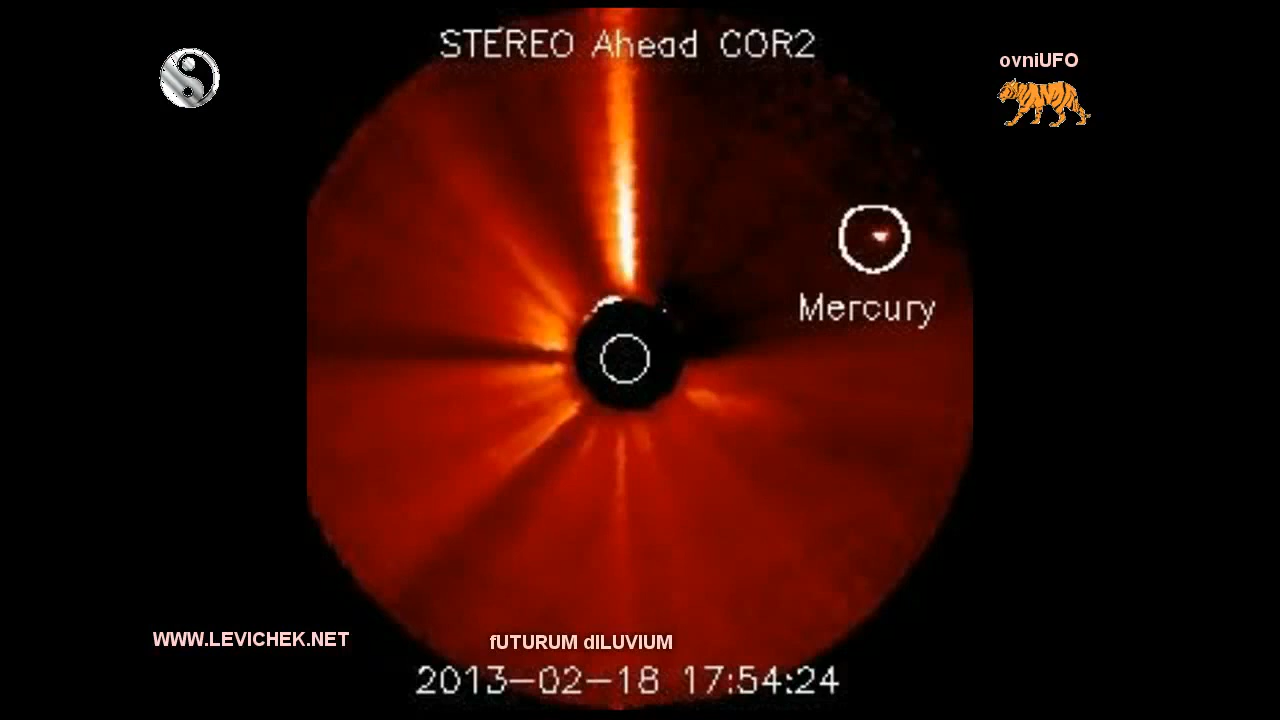 STEREO Ahead COR2
ovniUFO
Mercury
WWW.LEVICHEK.NET
fUTURUM dILUVIUM
2013-02-18 17:54:24